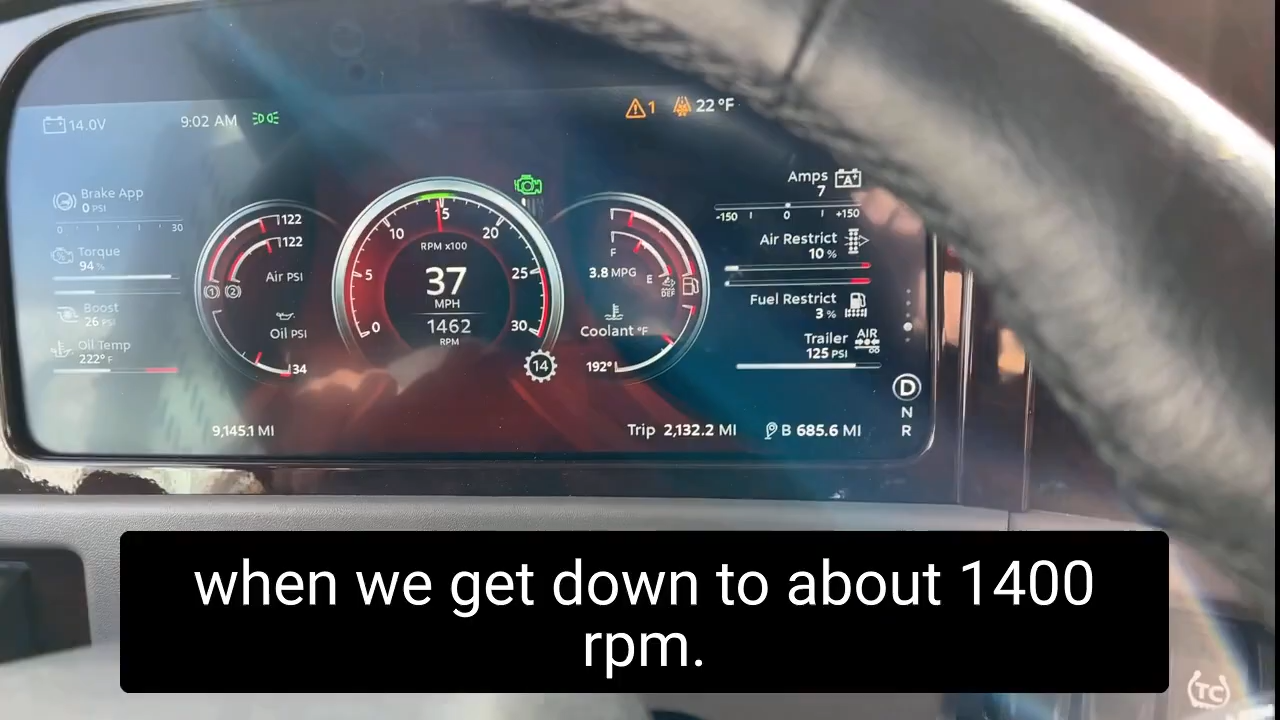 14.0V
9:02 AM
1
22 °F
Brake App
0 PSI
0 30
Torque
94 %
Boost
26 PSI
Oil Temp
222° F
122
122
Air PSI
1 2
Oil PSI
34
0 5 10 15 20 25 30
RPM x100
37
MPH
1462
RPM
14
F
3.8 MPG
E
DEF
Coolant °F
192°
Amps
7
A
-150 0 +150
Air Restrict
10 %
Fuel Restrict
3 %
Trailer AIR
125 PSI
D
N
R
9,145.1 MI
Trip 2,132.2 MI
B 685.6 MI
when we get down to about 1400
rpm.
TC